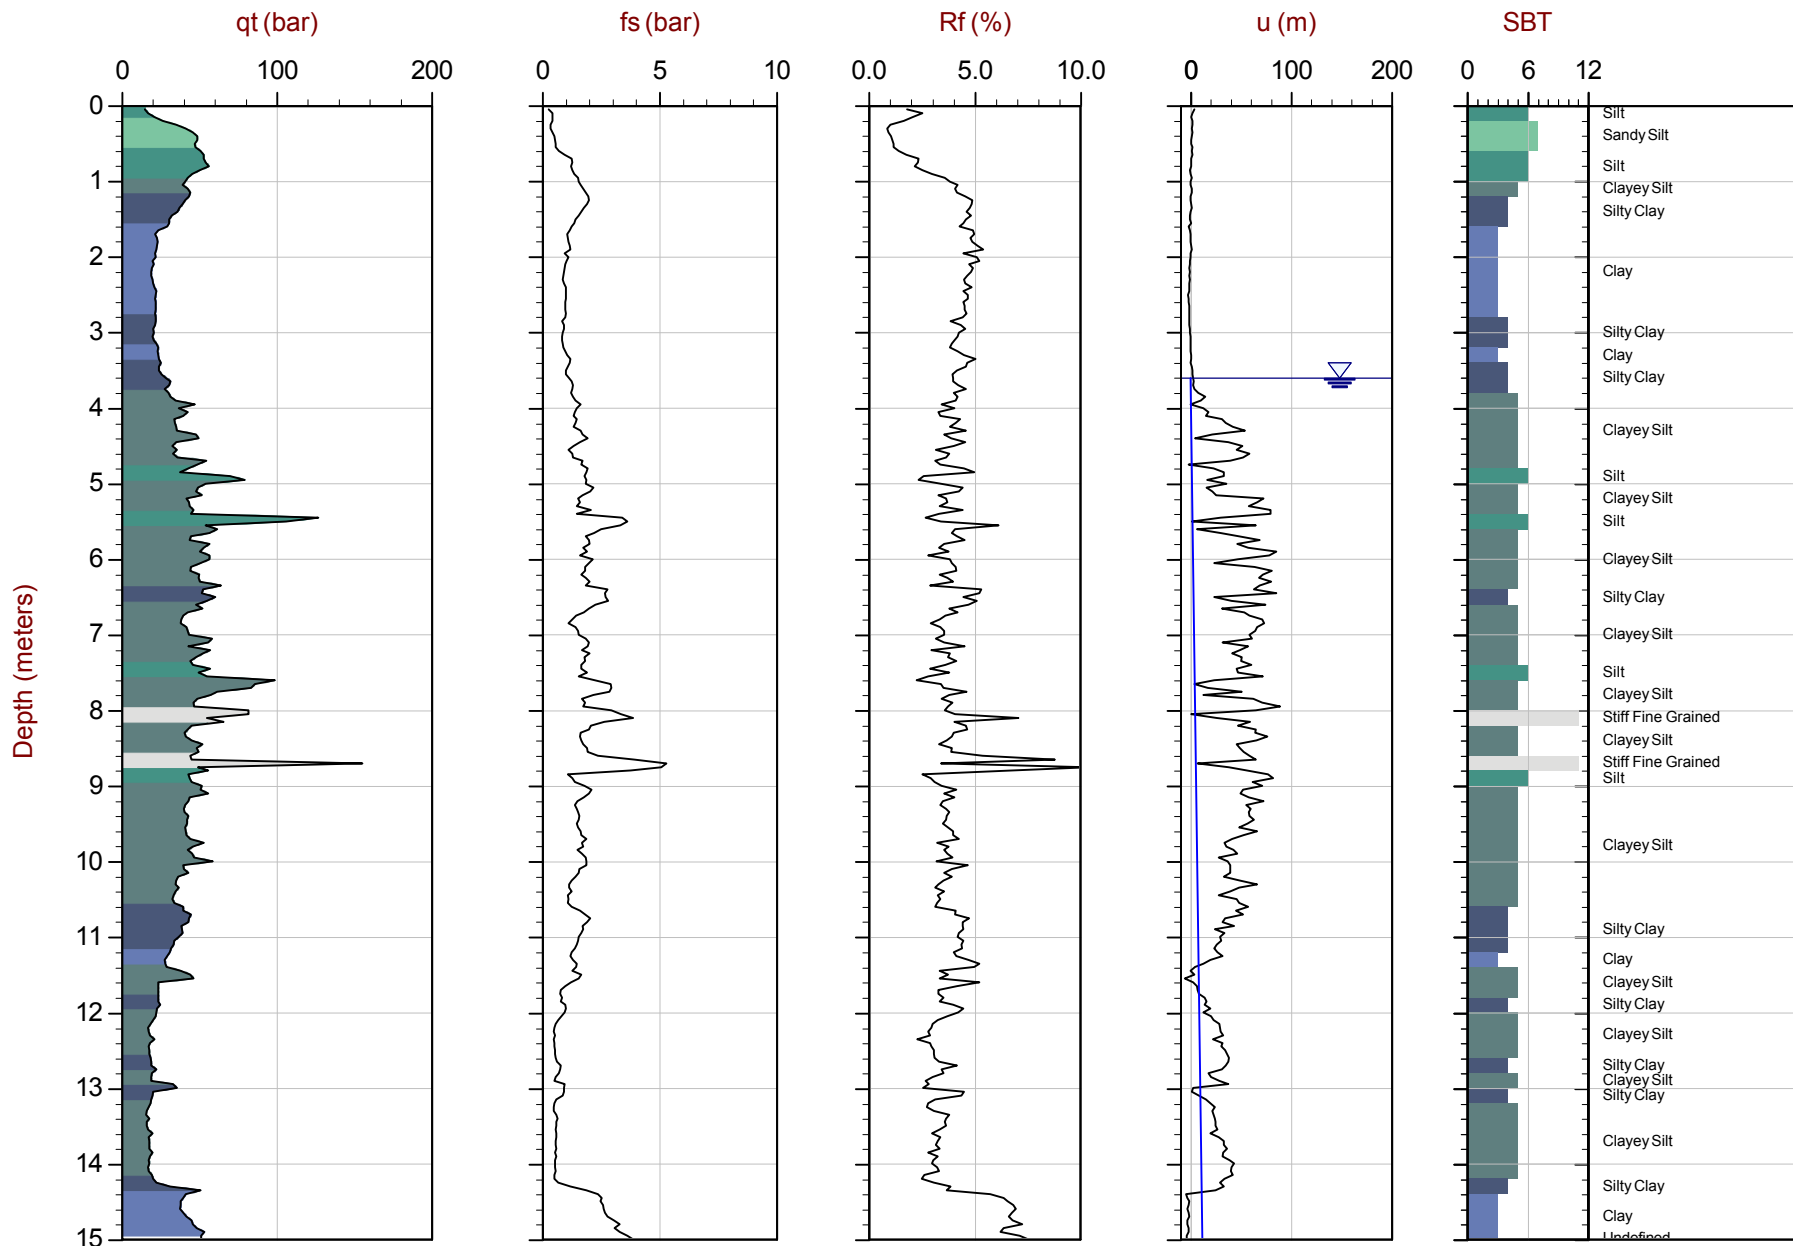 qt (bar) fs (bar) Rf (%) u (m) SBT
0 100 200 0 5 10 0.0 5.0 10.0 0 100 200 0 6 12
Depth (meters)
0
Silt
Sandy Silt
Silt
1
Clayey Silt
Silty Clay
2
Clay
3
Silty Clay
Clay
Silty Clay
4
Clayey Silt
Silt
5
Clayey Silt
Silt
6
Clayey Silt
Silty Clay
7
Clayey Silt
Silt
Clayey Silt
8
Stiff Fine Grained
Clayey Silt
Stiff Fine Grained
Silt
9
Clayey Silt
10
Silty Clay
11
Clay
Clayey Silt
Silty Clay
12
Clayey Silt
Silty Clay
Clayey Silt
13
Silty Clay
Clayey Silt
14
Silty Clay
Clay
15
Undefined